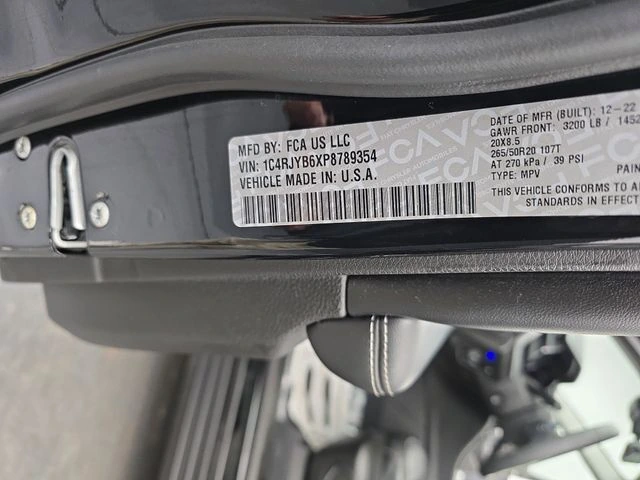 MFD BY: FCA US LLC
VIN: 1C4RJYB6XP8789354
VEHICLE MADE IN: U.S.A.
DATE OF MFR (BUILT): 12-22
GAWR FRONT: 3200 LB / 1452
20X8.5
265/50R20 107T
AT 270 kPa / 39 PSI
TYPE: MPV
PAIN
THIS VEHICLE CONFORMS TO A
STANDARDS IN EFFECT